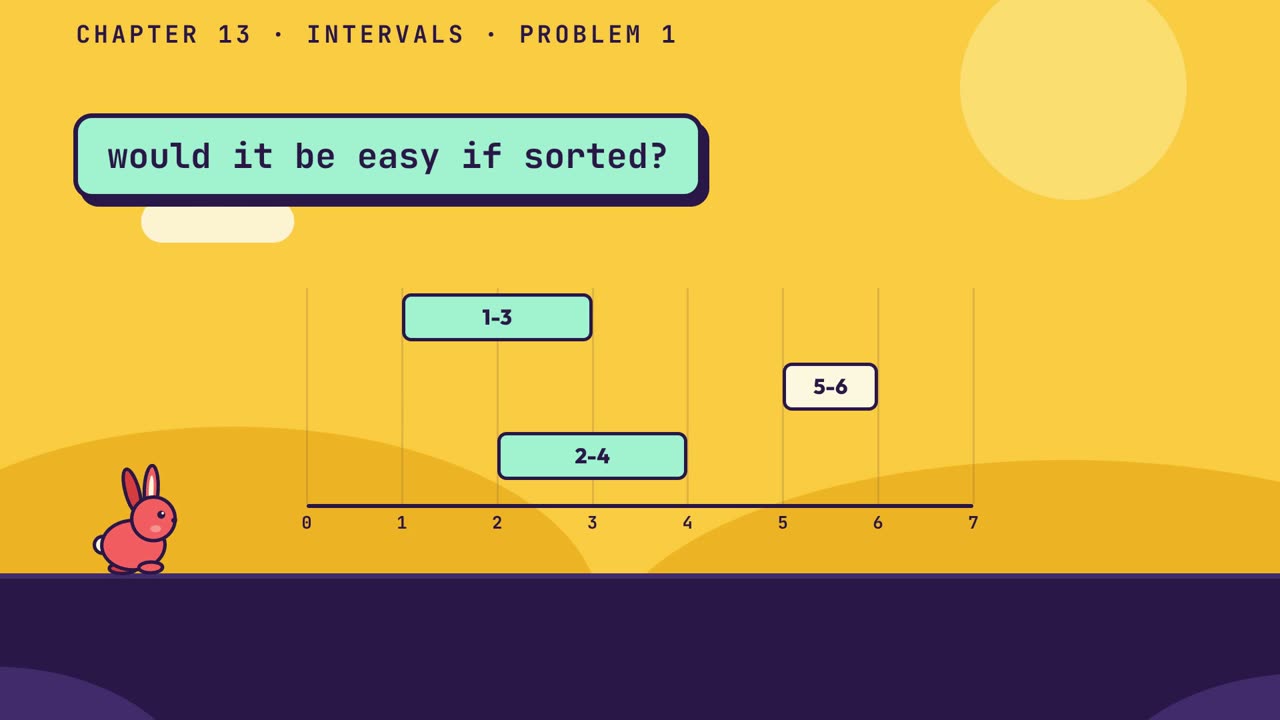 CHAPTER 13 · INTERVALS · PROBLEM 1
would it be easy if sorted?
1-3
5-6
2-4
0 1 2 3 4 5 6 7